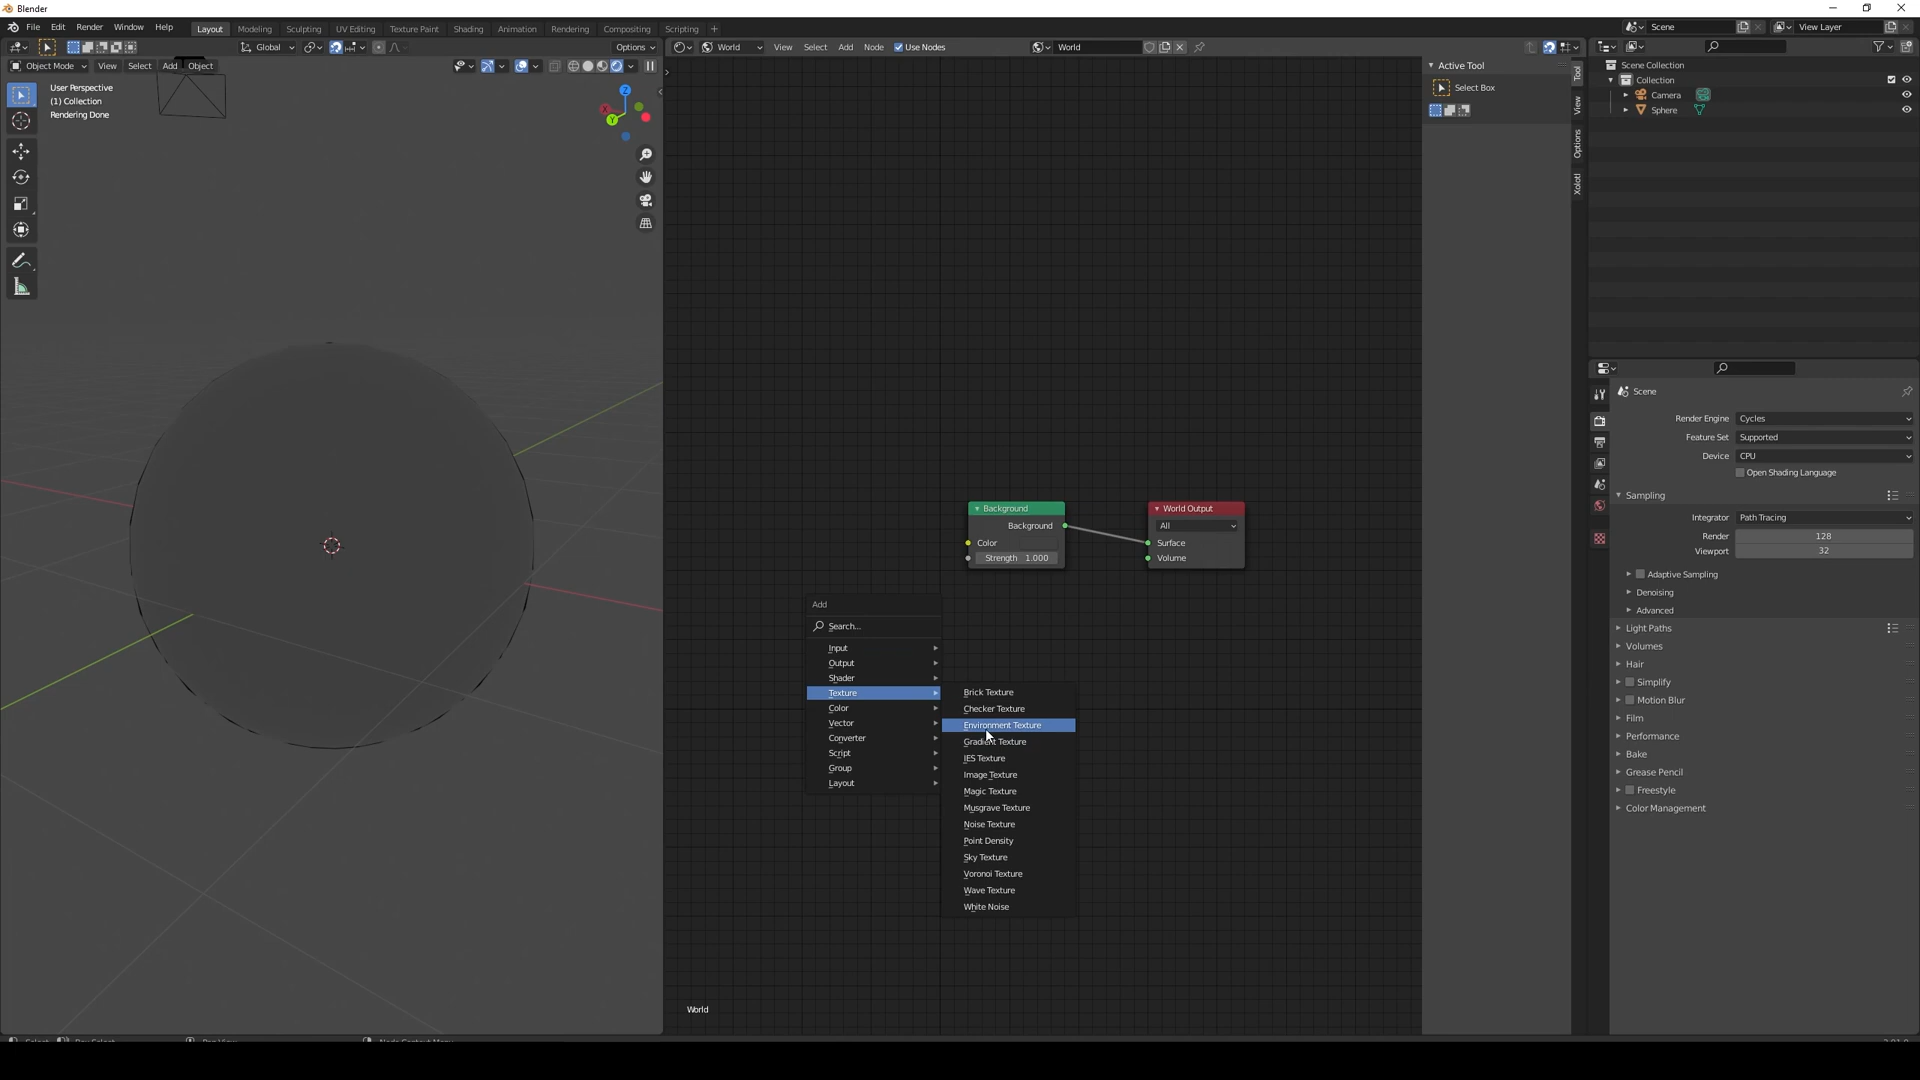 Blender
File Edit Render Window Help
Layout Modeling Sculpting UV Editing Texture Paint Shading Animation Rendering Compositing Scripting +
Scene
View Layer
Global
Options
World
View Select Add Node Use Nodes
World
Object Mode View Select Add Object
User Perspective
(1) Collection
Rendering Done
Z
X
Y
Active Tool
Select Box
Tool
View
Options
Xolotl
Scene Collection
Collection
Camera
Sphere
Background
Background
Color
Strength 1.000
World Output
All
Surface
Volume
Add
Search...
Input
Output
Shader
Texture
Color
Vector
Converter
Script
Group
Layout
Brick Texture
Checker Texture
Environment Texture
Gradient Texture
IES Texture
Image Texture
Magic Texture
Musgrave Texture
Noise Texture
Point Density
Sky Texture
Voronoi Texture
Wave Texture
White Noise
World
Scene
Render Engine Cycles
Feature Set Supported
Device CPU
Open Shading Language
Sampling
Integrator Path Tracing
Render 128
Viewport 32
Adaptive Sampling
Denoising
Advanced
Light Paths
Volumes
Hair
Simplify
Motion Blur
Film
Performance
Bake
Grease Pencil
Freestyle
Color Management